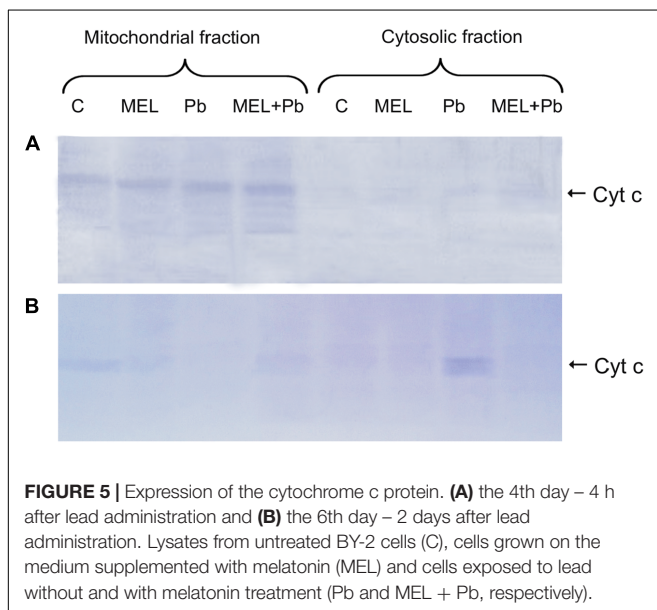 Mitochondrial fraction Cytosolic fraction
C MEL Pb MEL+Pb C MEL Pb MEL+Pb
A
← Cyt c
B
← Cyt c
FIGURE 5 | Expression of the cytochrome c protein. (A) the 4th day – 4 h
after lead administration and (B) the 6th day – 2 days after lead
administration. Lysates from untreated BY-2 cells (C), cells grown on the
medium supplemented with melatonin (MEL) and cells exposed to lead
without and with melatonin treatment (Pb and MEL + Pb, respectively).